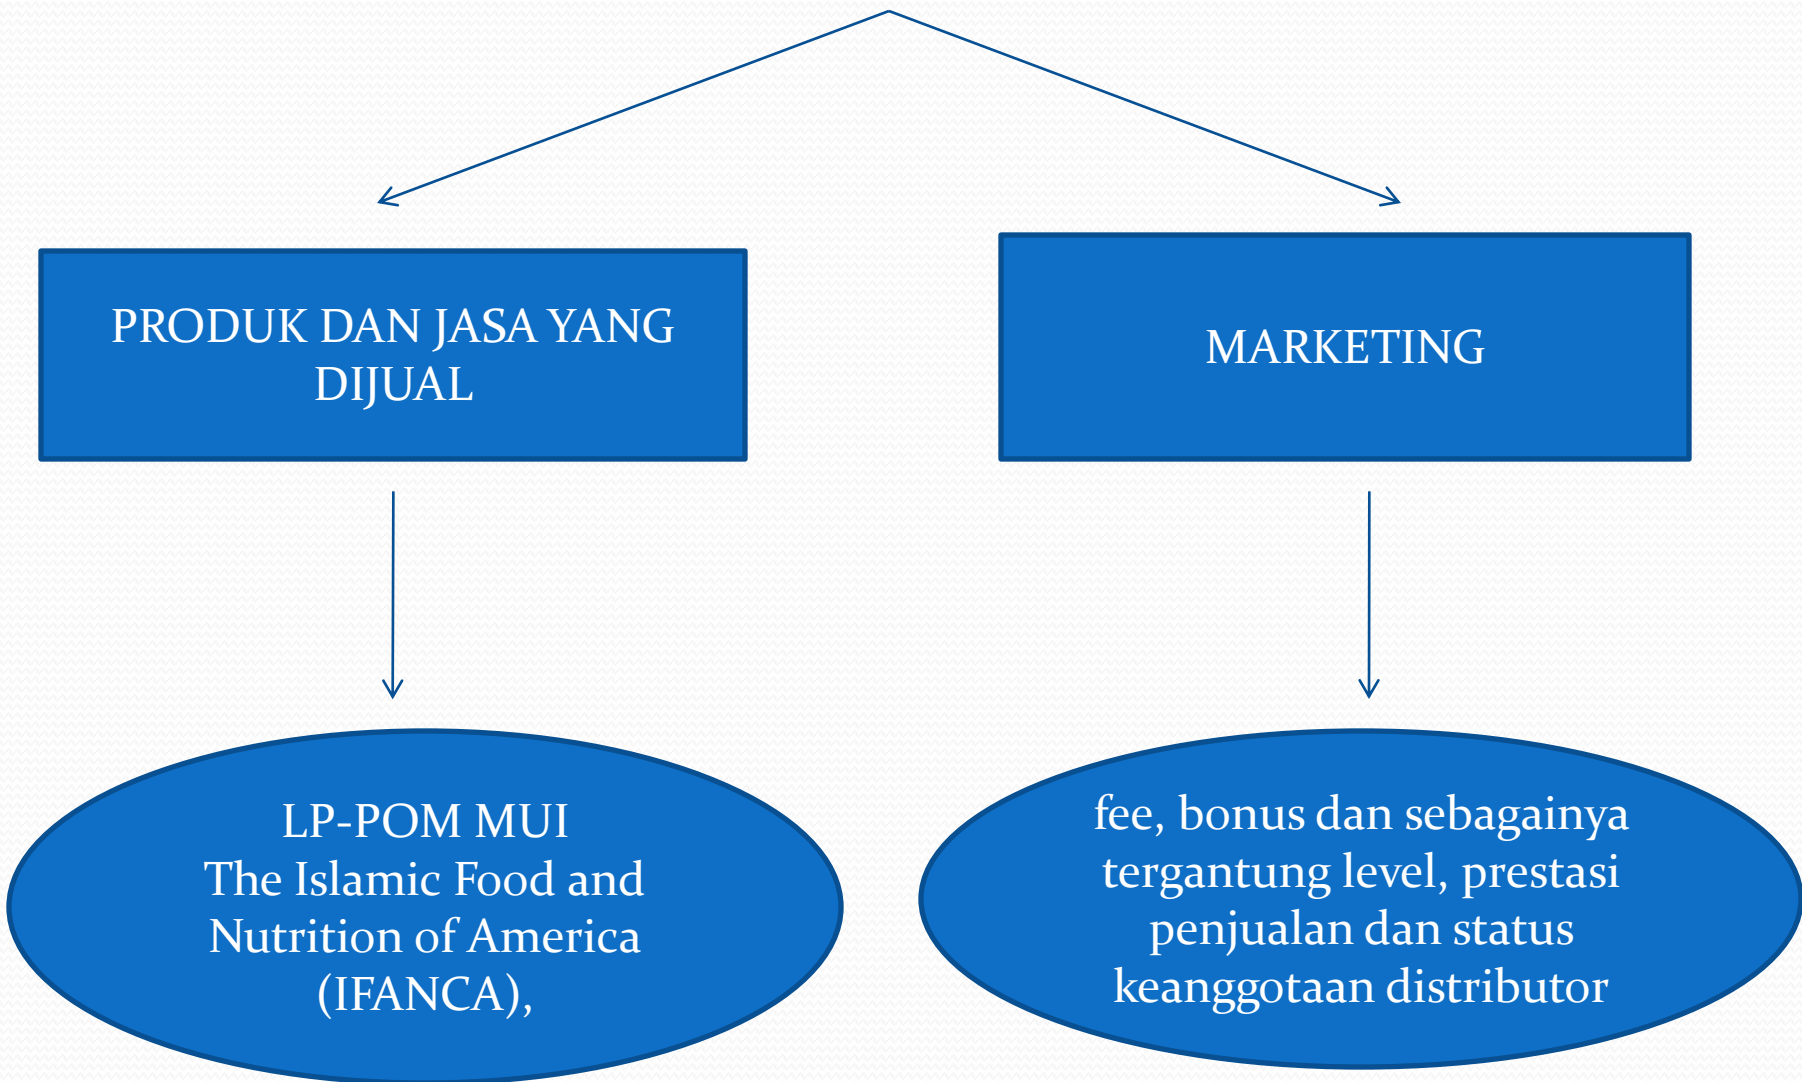 PRODUK DAN JASA YANG
DIJUAL
MARKETING
LP-POM MUI
The Islamic Food and
Nutrition of America
(IFANCA),
fee, bonus dan sebagainya
tergantung level, prestasi
penjualan dan status
keanggotaan distributor